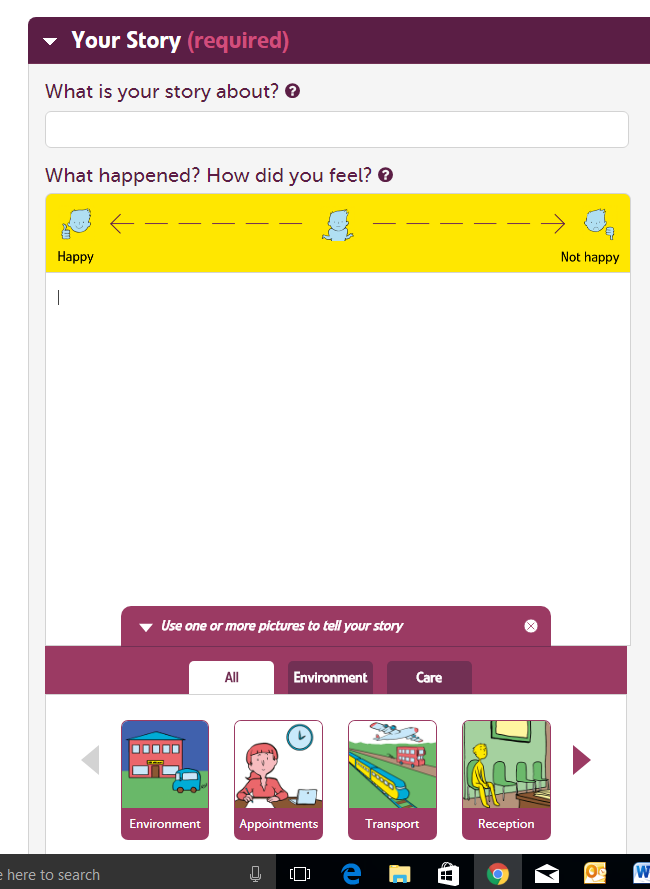 Your Story (required)
What is your story about? ?
What happened? How did you feel? ?
Happy
Not happy
Use one or more pictures to tell your story
All Environment Care
Environment Appointments Transport Reception
e here to search